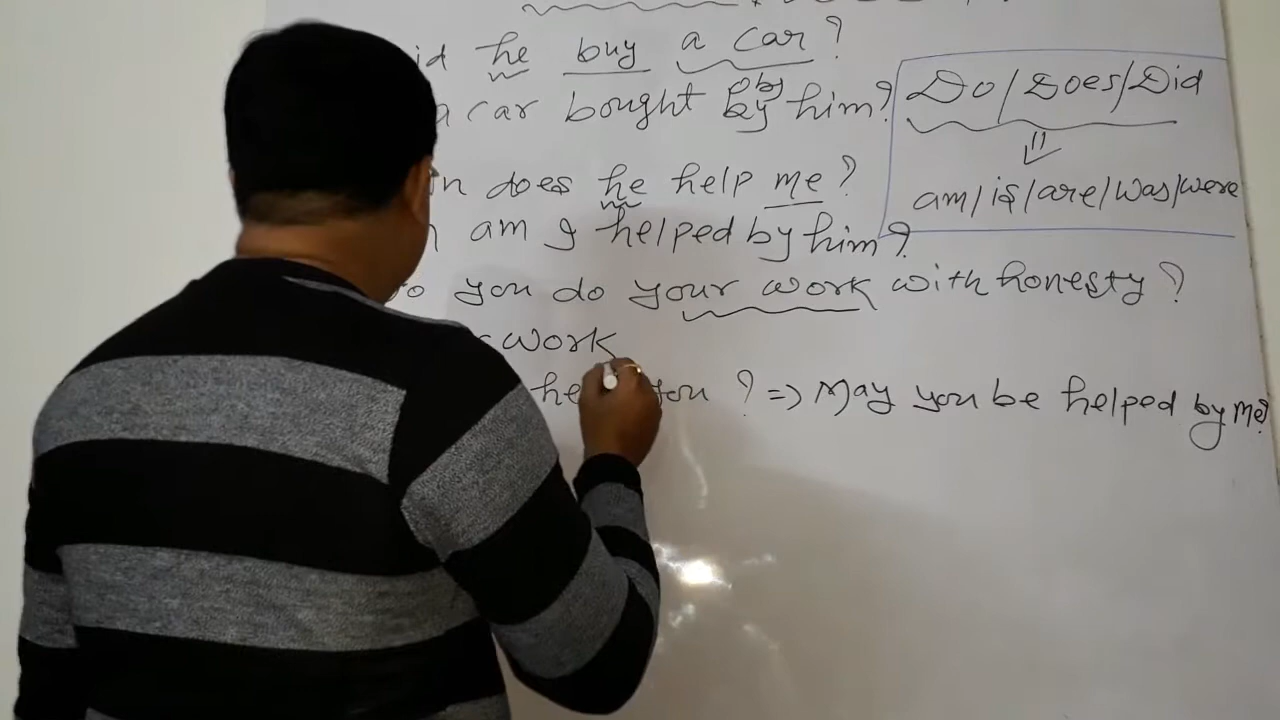 he buy a car?
a car bought by him?
obj
Do/Does/Did
am/is/are/was/were
does he help me?
am I helped by him?
you do your work with honesty?
work
you? => May you be helped by me?